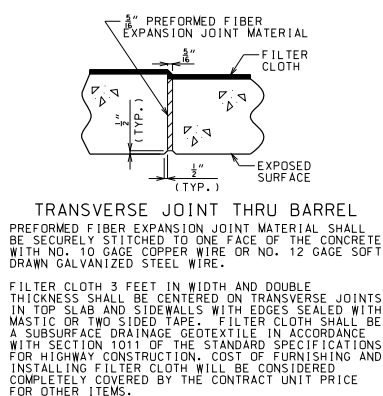 5/16" PREFORMED FIBER
EXPANSION JOINT MATERIAL
5/16"
FILTER
CLOTH
1/2"
(TYP.)
EXPOSED
SURFACE
1/2"
(TYP.)
TRANSVERSE JOINT THRU BARREL
PREFORMED FIBER EXPANSION JOINT MATERIAL SHALL
BE SECURELY STITCHED TO ONE FACE OF THE CONCRETE
WITH NO. 10 GAGE COPPER WIRE OR NO. 12 GAGE SOFT
DRAWN GALVANIZED STEEL WIRE.
FILTER CLOTH 3 FEET IN WIDTH AND DOUBLE
THICKNESS SHALL BE CENTERED ON TRANSVERSE JOINTS
IN TOP SLAB AND SIDEWALLS WITH EDGES SEALED WITH
MASTIC OR TWO SIDED TAPE. FILTER CLOTH SHALL BE
A SUBSURFACE DRAINAGE GEOTEXTILE IN ACCORDANCE
WITH SECTION 1011 OF THE STANDARD SPECIFICATIONS
FOR HIGHWAY CONSTRUCTION. COST OF FURNISHING AND
INSTALLING FILTER CLOTH WILL BE CONSIDERED
COMPLETELY COVERED BY THE CONTRACT UNIT PRICE
FOR OTHER ITEMS.